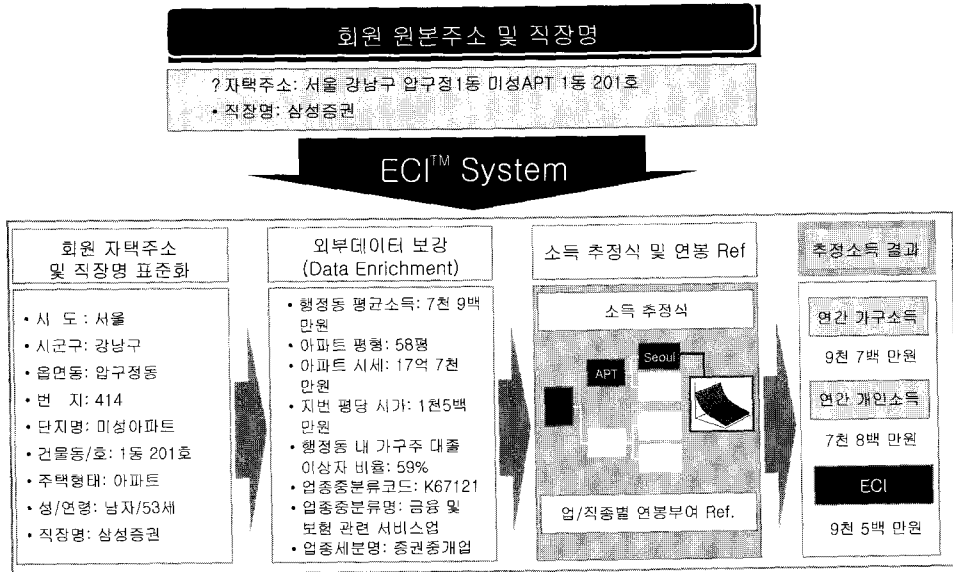 회원 원본주소 및 직장명
? 자택주소: 서울 강남구 압구정1동 미성APT 1동 201호
• 직장명: 삼성증권
ECI™ System
회원 자택주소
및 직장명 표준화
• 시 도 : 서울
• 시군구: 강남구
• 읍면동: 압구정동
• 번 지: 414
• 단지명: 미성아파트
• 건물동/호: 1동 201호
• 주택형태: 아파트
• 성/연령: 남자/53세
• 직장명: 삼성증권
외부데이터 보강
(Data Enrichment)
• 행정동 평균소득: 7천 9백
만원
• 아파트 평형: 58평
• 아파트 시세: 17억 7천
만원
• 지번 평당 시가: 1천5백
만원
• 행정동 내 가구주 대졸
이상자 비율: 59%
• 업종중분류코드: K67121
• 업종중분류명: 금융 및
보험 관련 서비스업
• 업종세분명: 증권중개업
소득 추정식 및 연봉 Ref
소득 추정식
Seoul
APT
업/직종별 연봉부여 Ref.
추정소득 결과
연간 가구소득
9천 7백 만원
연간 개인소득
7천 8백 만원
ECI
9천 5백 만원